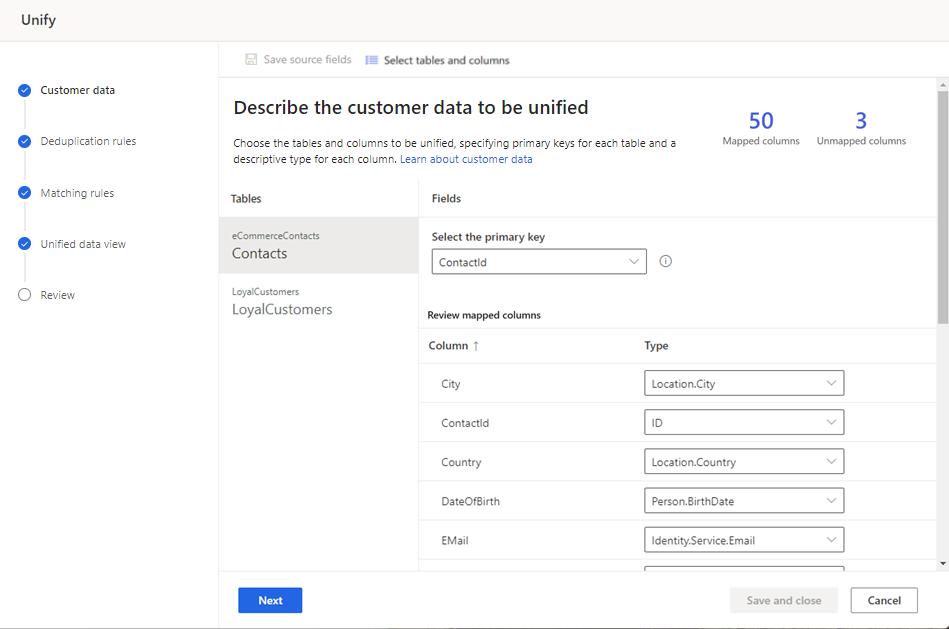 Unify
Customer data
Deduplication rules
Matching rules
Unified data view
Review
Save source fields
Select tables and columns
Describe the customer data to be unified
Choose the tables and columns to be unified, specifying primary keys for each table and a
descriptive type for each column. Learn about customer data
50
Mapped columns
3
Unmapped columns
Tables
eCommerceContacts
Contacts
LoyalCustomers
LoyalCustomers
Fields
Select the primary key
ContactId
Review mapped columns
Column ↑ Type
City Location.City
ContactId ID
Country Location.Country
DateOfBirth Person.BirthDate
EMail Identity.Service.Email
Next
Save and close
Cancel